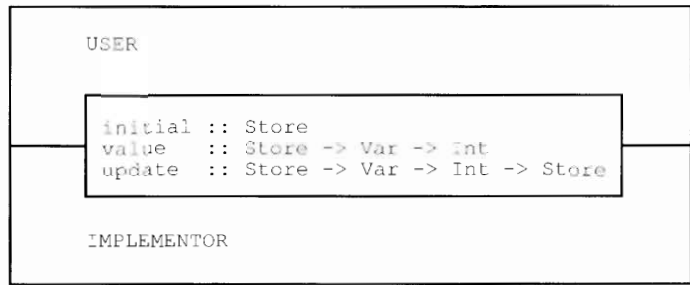 USER
initial :: Store
value   :: Store -> Var -> Int
update  :: Store -> Var -> Int -> Store
IMPLEMENTOR